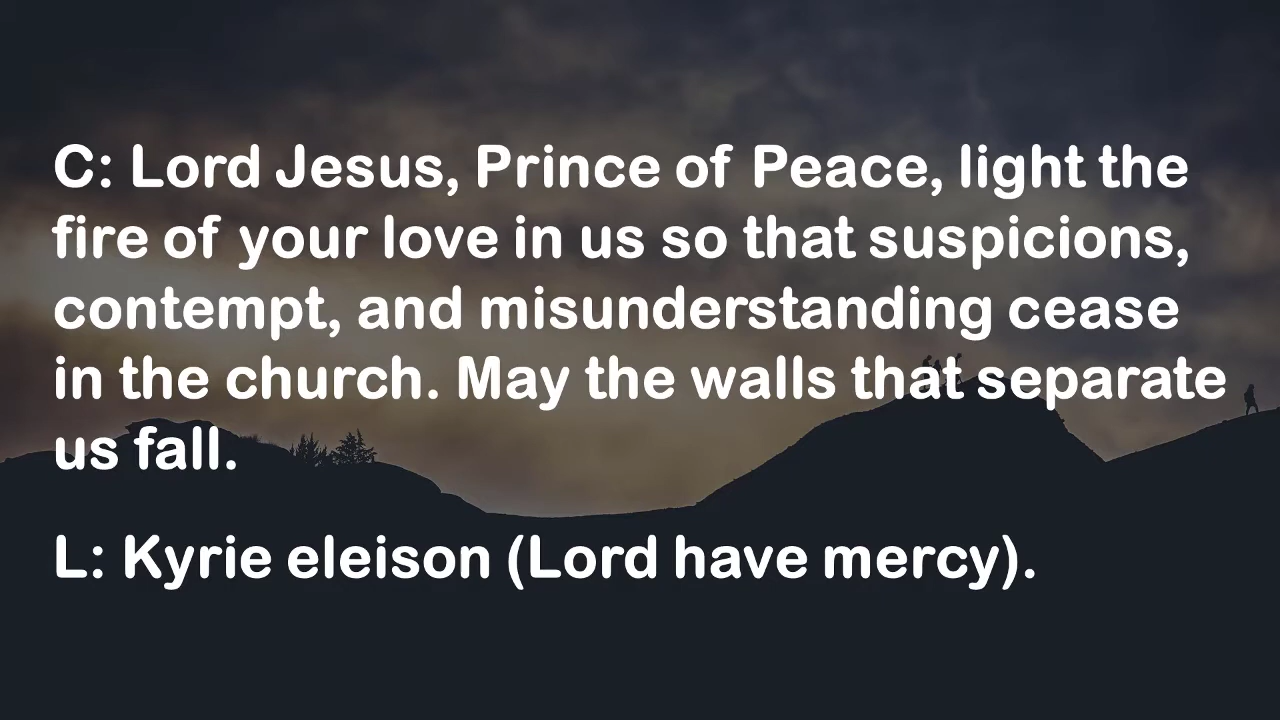 C: Lord Jesus, Prince of Peace, light the
fire of your love in us so that suspicions,
contempt, and misunderstanding cease
in the church. May the walls that separate
us fall.
L: Kyrie eleison (Lord have mercy).